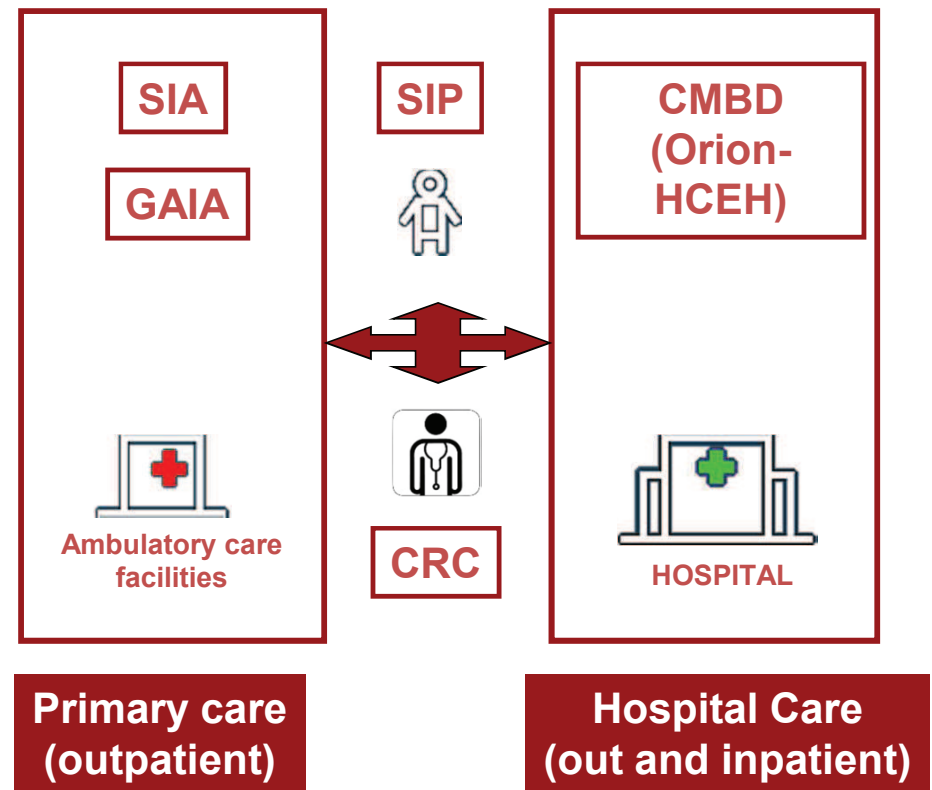 SIA
GAIA
Ambulatory care
facilities
SIP
CRC
CMBD
(Orion-
HCEH)
HOSPITAL
Primary care
(outpatient)
Hospital Care
(out and inpatient)